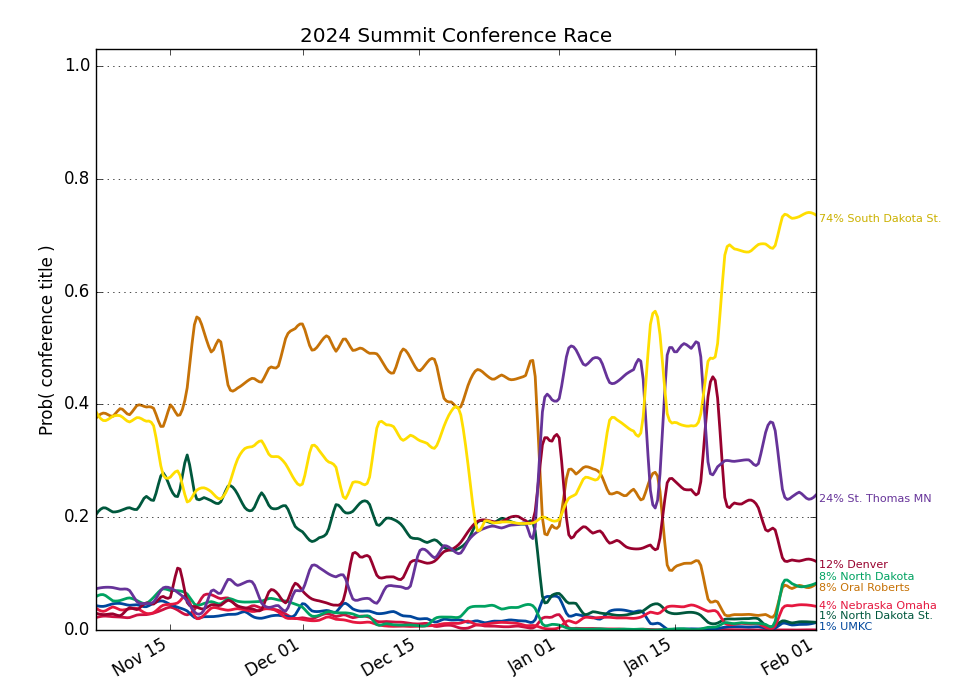 2024 Summit Conference Race
Prob( conference title )
1.0
0.8
0.6
0.4
0.2
0.0
74% South Dakota St.
24% St. Thomas MN
12% Denver
8% North Dakota
8% Oral Roberts
4% Nebraska Omaha
1% North Dakota St.
1% UMKC
Nov 15
Dec 01
Dec 15
Jan 01
Jan 15
Feb 01